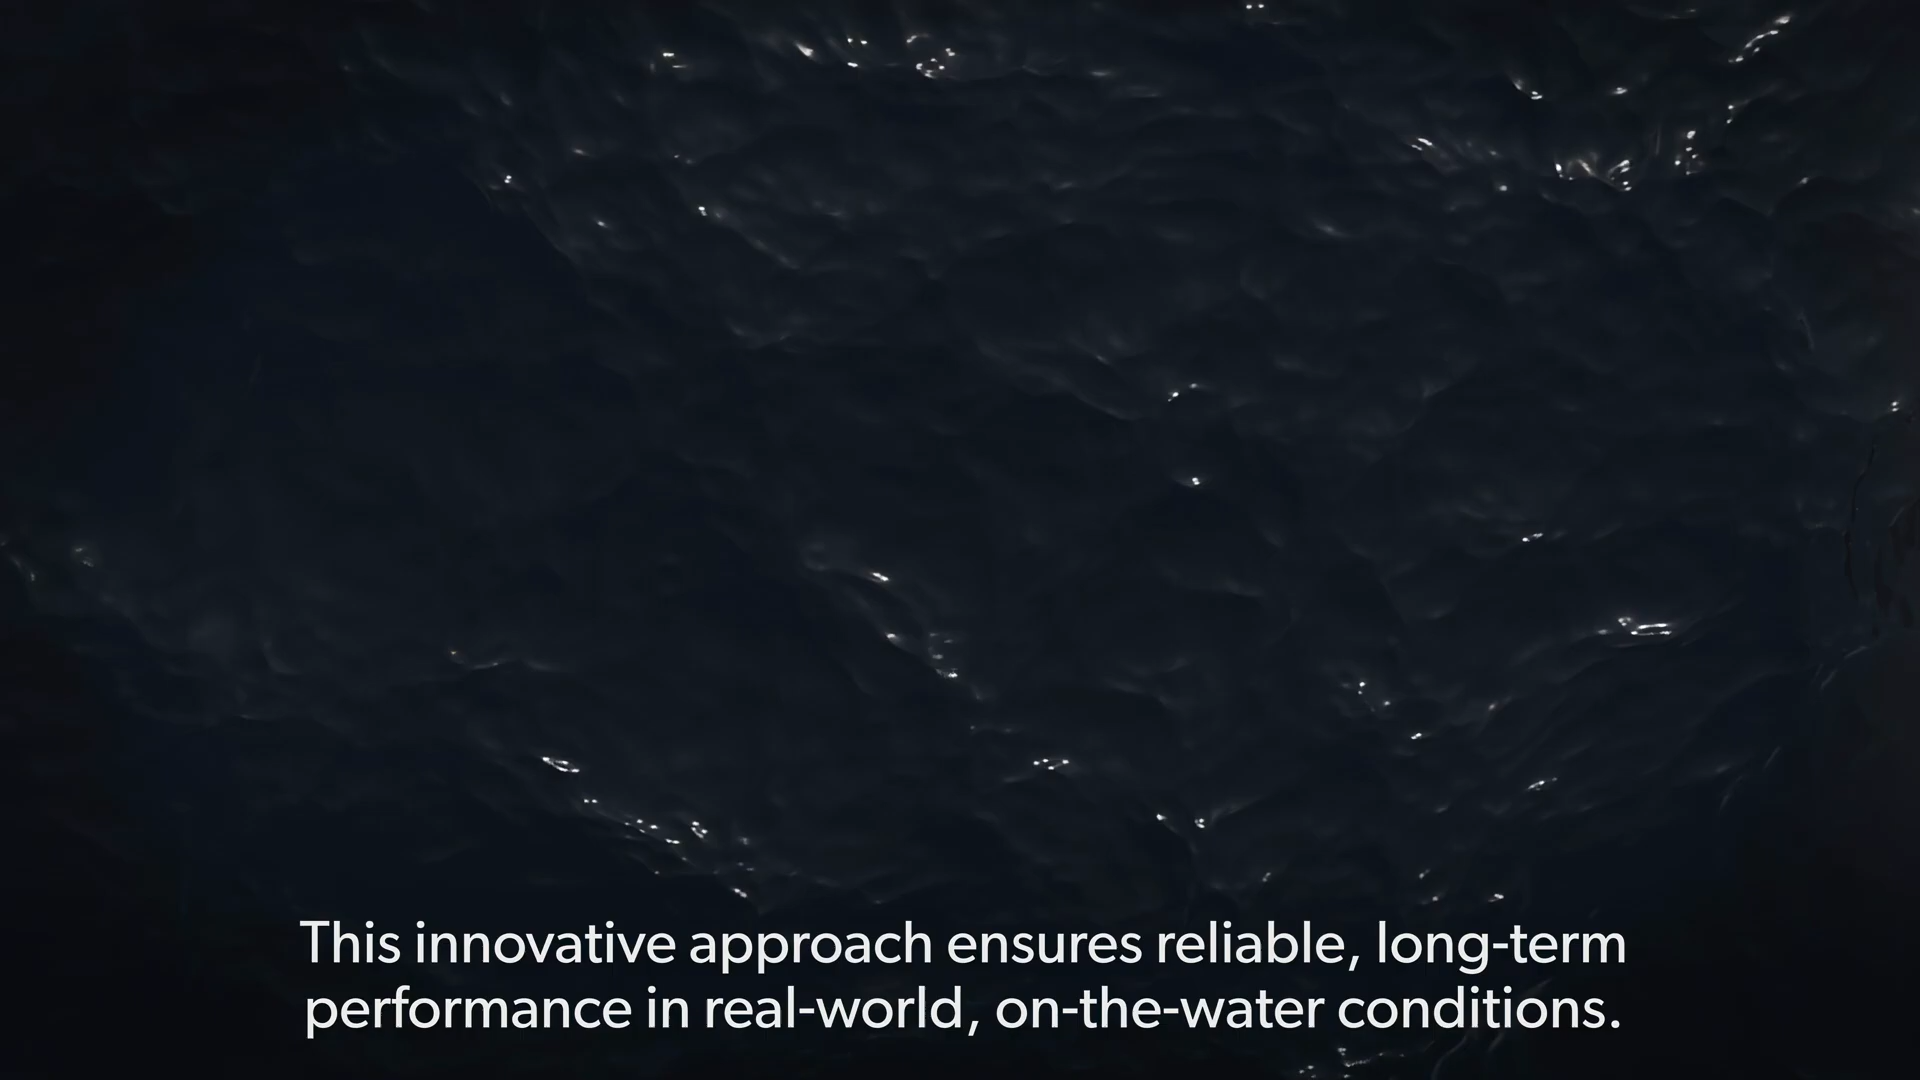 This innovative approach ensures reliable, long-term
performance in real-world, on-the-water conditions.